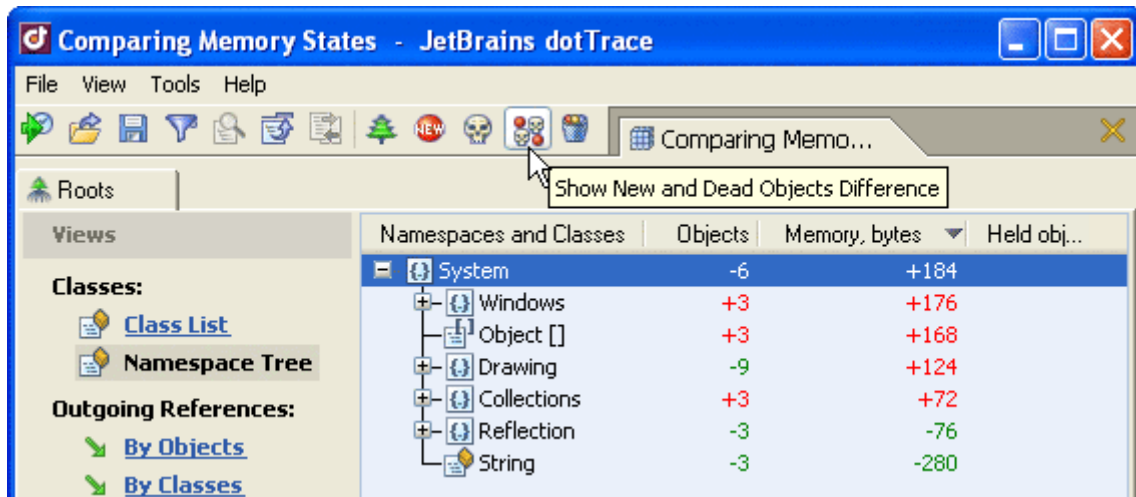 Comparing Memory States - JetBrains dotTrace
File View Tools Help
NEW
Comparing Memo...
Show New and Dead Objects Difference
Roots
Views
Namespaces and Classes Objects Memory, bytes Held obj...
System -6 +184
Classes:
Windows +3 +176
Class List
Object [] +3 +168
Namespace Tree
Drawing -9 +124
Outgoing References:
Collections +3 +72
Reflection -3 -76
By Objects
String -3 -280
By Classes